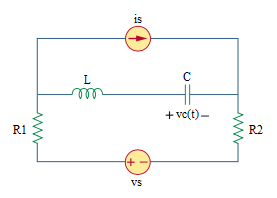 is
L
C
+ vc(t) –
R1
R2
+ -
vs